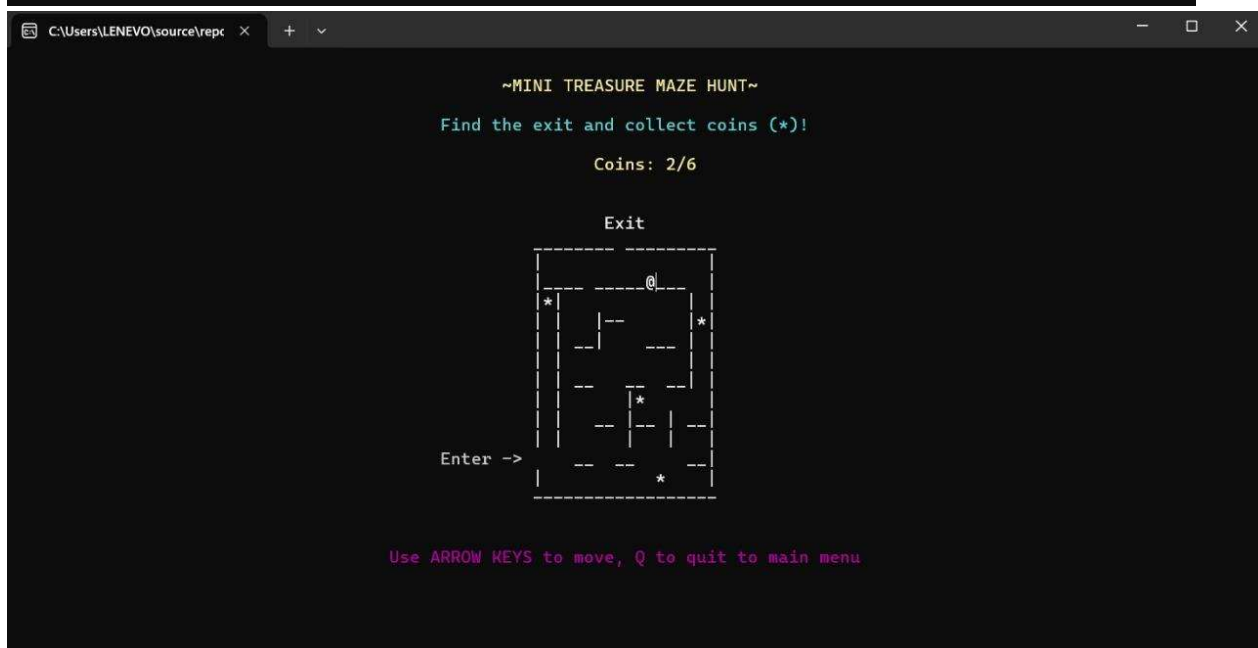 C:\Users\LENEVO\source\repc
~MINI TREASURE MAZE HUNT~
Find the exit and collect coins (*)!
Coins: 2/6
Exit
Enter ->
Use ARROW KEYS to move, Q to quit to main menu